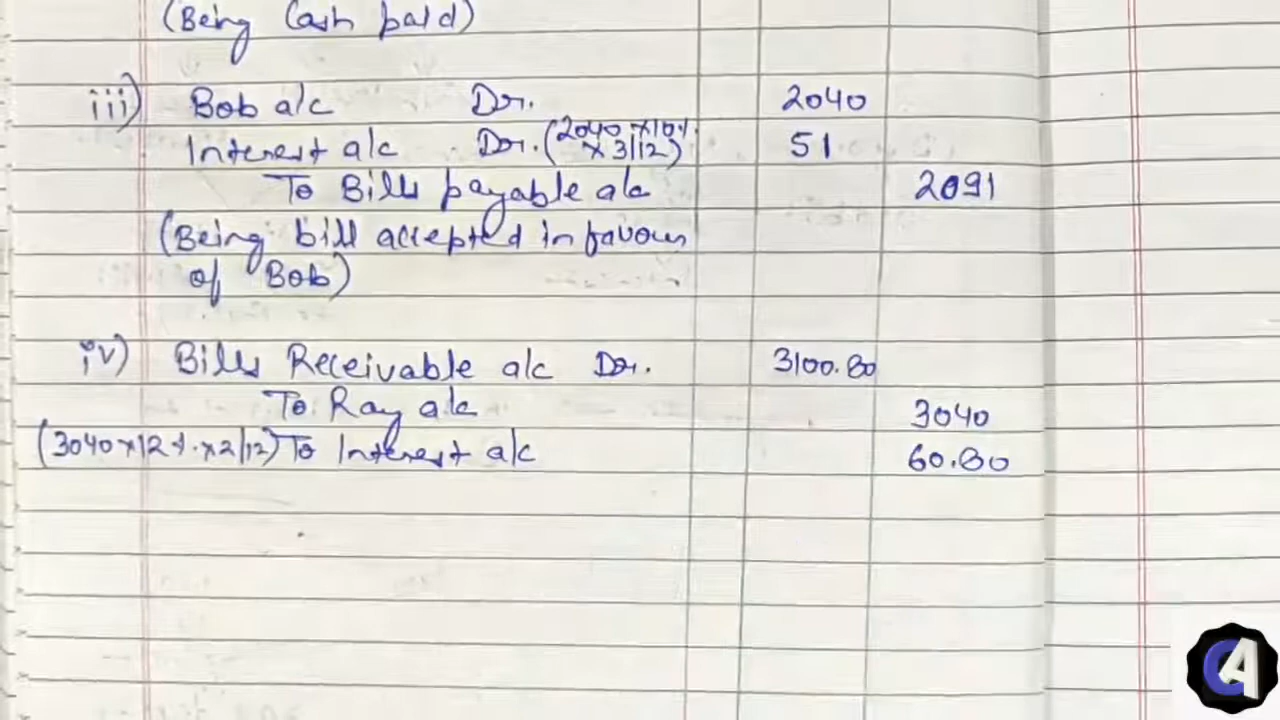 (Being Cash paid)
iii) Bob a/c Dr. 2040
Interest a/c Dr. (2040 × 10% × 3/12) 51
To Bills payable a/c 2091
(Being bill accepted in favour
of Bob)
iv) Bills Receivable a/c Dr. 3100.80
To Ray a/c 3040
(3040 × 12% × 2/12) To Interest a/c 60.80
CA